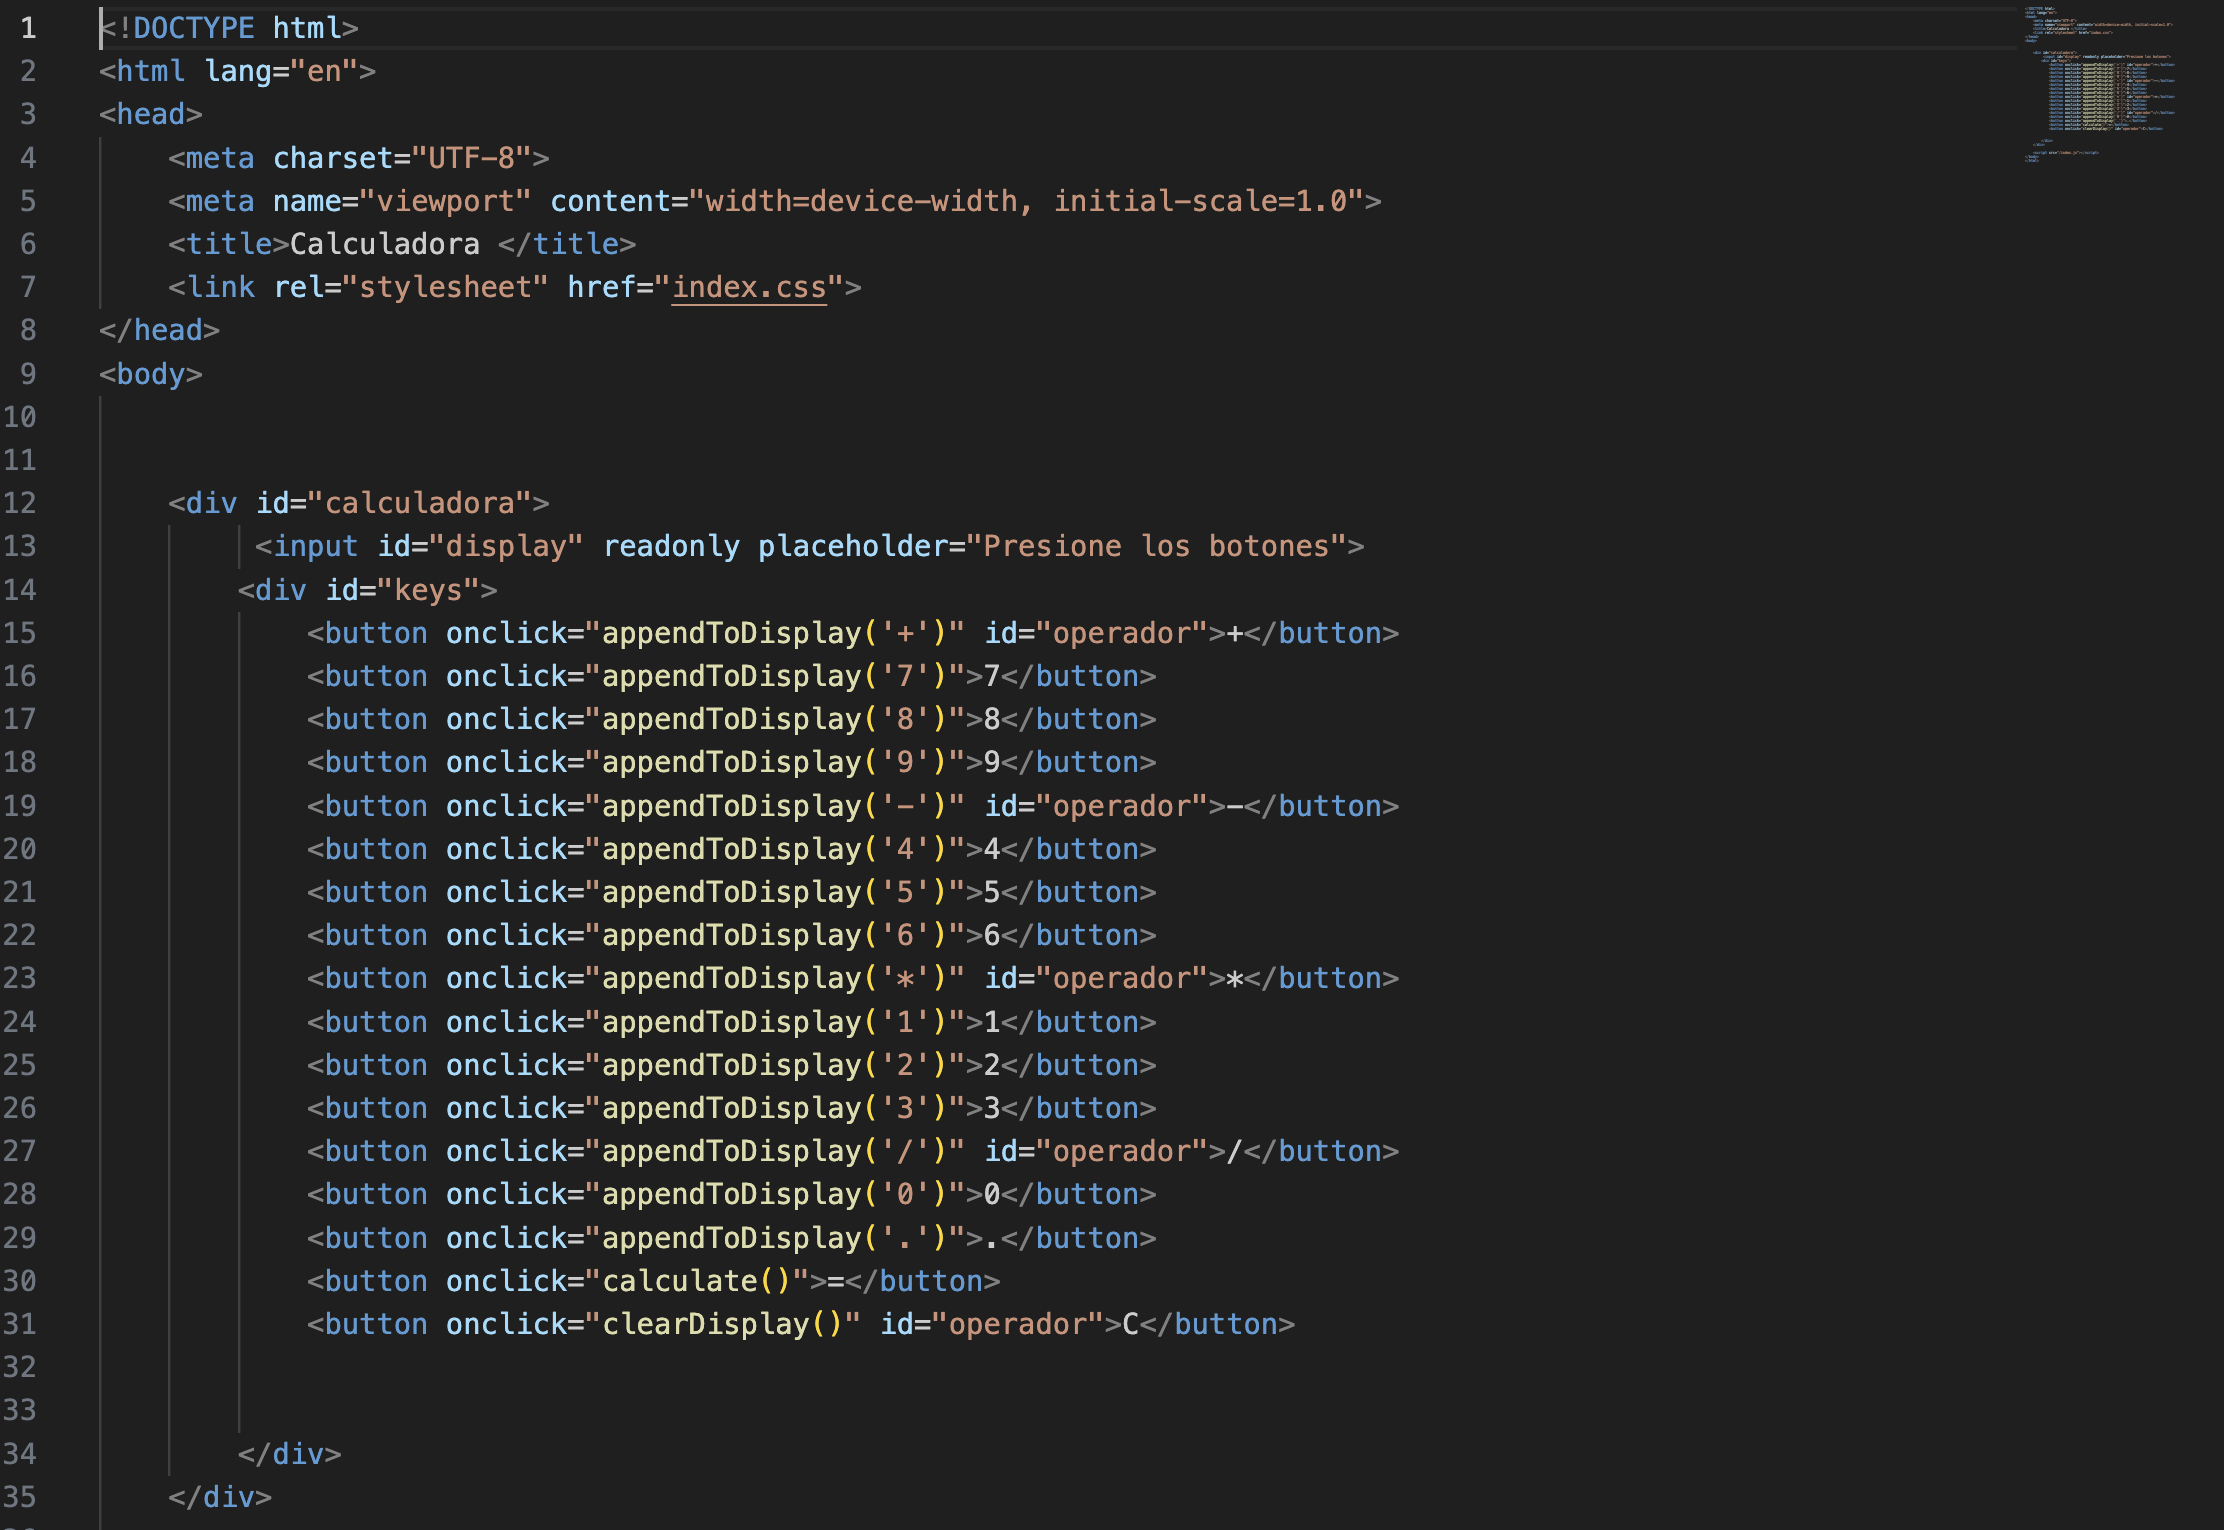 1 <!DOCTYPE html>
2 <html lang="en">
3 <head>
4     <meta charset="UTF-8">
5     <meta name="viewport" content="width=device-width, initial-scale=1.0">
6     <title>Calculadora </title>
7     <link rel="stylesheet" href="index.css">
8 </head>
9 <body>
10
11
12     <div id="calculadora">
13          <input id="display" readonly placeholder="Presione los botones">
14         <div id="keys">
15             <button onclick="appendToDisplay('+')" id="operador">+</button>
16             <button onclick="appendToDisplay('7')">7</button>
17             <button onclick="appendToDisplay('8')">8</button>
18             <button onclick="appendToDisplay('9')">9</button>
19             <button onclick="appendToDisplay('-')" id="operador">-</button>
20             <button onclick="appendToDisplay('4')">4</button>
21             <button onclick="appendToDisplay('5')">5</button>
22             <button onclick="appendToDisplay('6')">6</button>
23             <button onclick="appendToDisplay('*')" id="operador">*</button>
24             <button onclick="appendToDisplay('1')">1</button>
25             <button onclick="appendToDisplay('2')">2</button>
26             <button onclick="appendToDisplay('3')">3</button>
27             <button onclick="appendToDisplay('/')" id="operador">/</button>
28             <button onclick="appendToDisplay('0')">0</button>
29             <button onclick="appendToDisplay('.')">.</button>
30             <button onclick="calculate()">=</button>
31             <button onclick="clearDisplay()" id="operador">C</button>
32
33
34         </div>
35     </div>